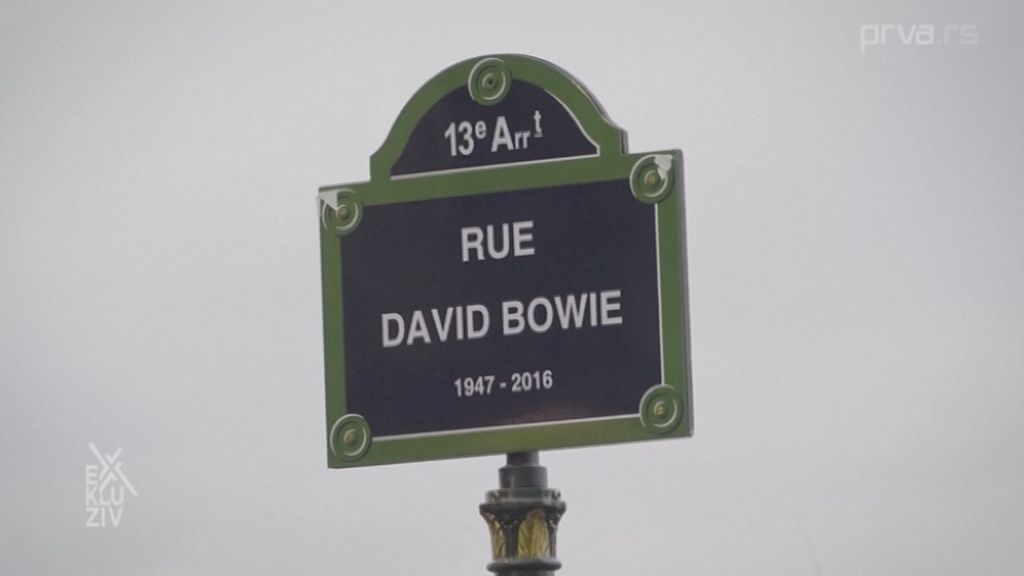 prva.rs
13e Arrt
RUE
DAVID BOWIE
1947 - 2016
EX
KLU
ZIV